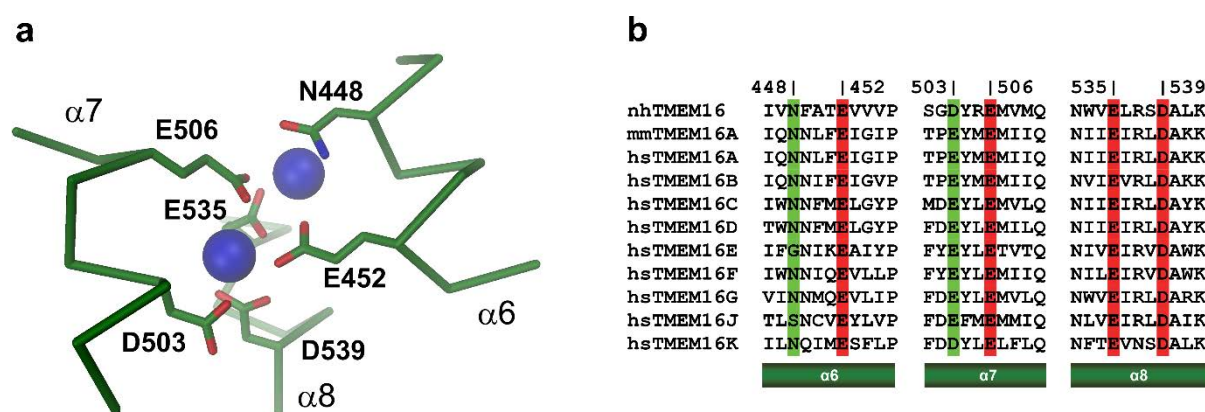 a
N448
α7
E506
E535
E452
α6
D503
D539
α8
b
448 | | 452 503 | | 506 535 | | 539
nhTMEM16 IVNFATEVVVP SGDYREMVMQ NWVELRSDALK
mmTMEM16A IQNNLFEIGIP TPEYMEMIIQ NIIEIRLDAKK
hsTMEM16A IQNNLFEIGIP TPEYMEMIIQ NIIEIRLDAKK
hsTMEM16B IQNNIFEIGVP TPEYMEMIIQ NVIEVRLDAKK
hsTMEM16C IWNNFMELGYP MDEYLEMVLQ NIIEIRLDAYK
hsTMEM16D TWNNFMELGYP FDEYLEMLMQ NIIEIRLDAYK
hsTMEM16E IFGNIKEAIYP FYEYLETVTQ NIVEIRVDAWK
hsTMEM16F IWNNIQEVLLP FYEYLEMIIQ NILEIRVDAWK
hsTMEM16G VINNMQEVLIP FDEYLEMVLQ NWVEIRLDARK
hsTMEM16J TLSNCVEYLVP FDEFMEMMIQ NLVEIRLDAIK
hsTMEM16K ILNQIMESFLP FDDYLELFLQ NFTEVNSDALK
α6 α7 α8